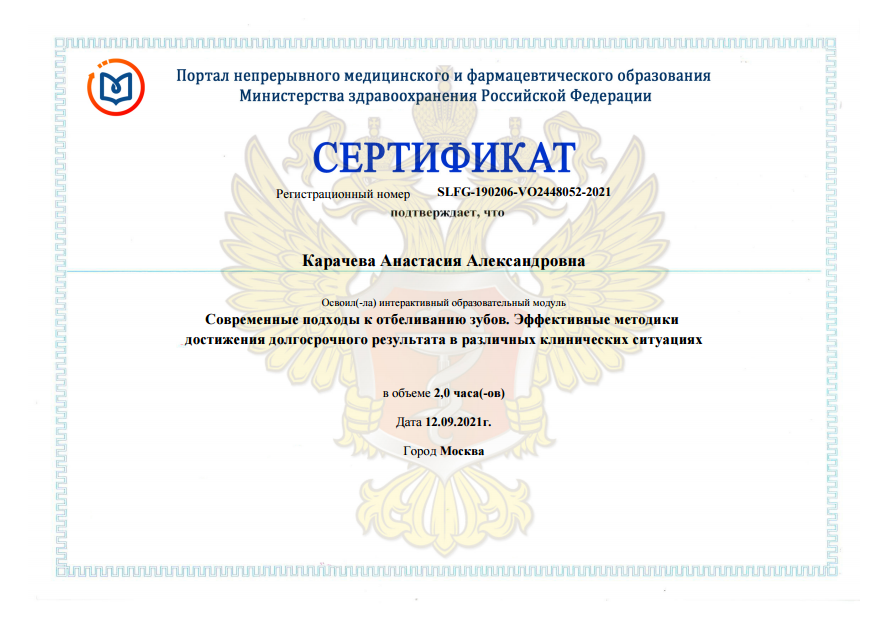 Портал непрерывного медицинского и фармацевтического образования
Министерства здравоохранения Российской Федерации
СЕРТИФИКАТ
Регистрационный номер SLFG-190206-VO2448052-2021
подтверждает, что
Карачева Анастасия Александровна
Освоил(-ла) интерактивный образовательный модуль
Современные подходы к отбеливанию зубов. Эффективные методики
достижения долгосрочного результата в различных клинических ситуациях
в объеме 2,0 часа(-ов)
Дата 12.09.2021г.
Город Москва